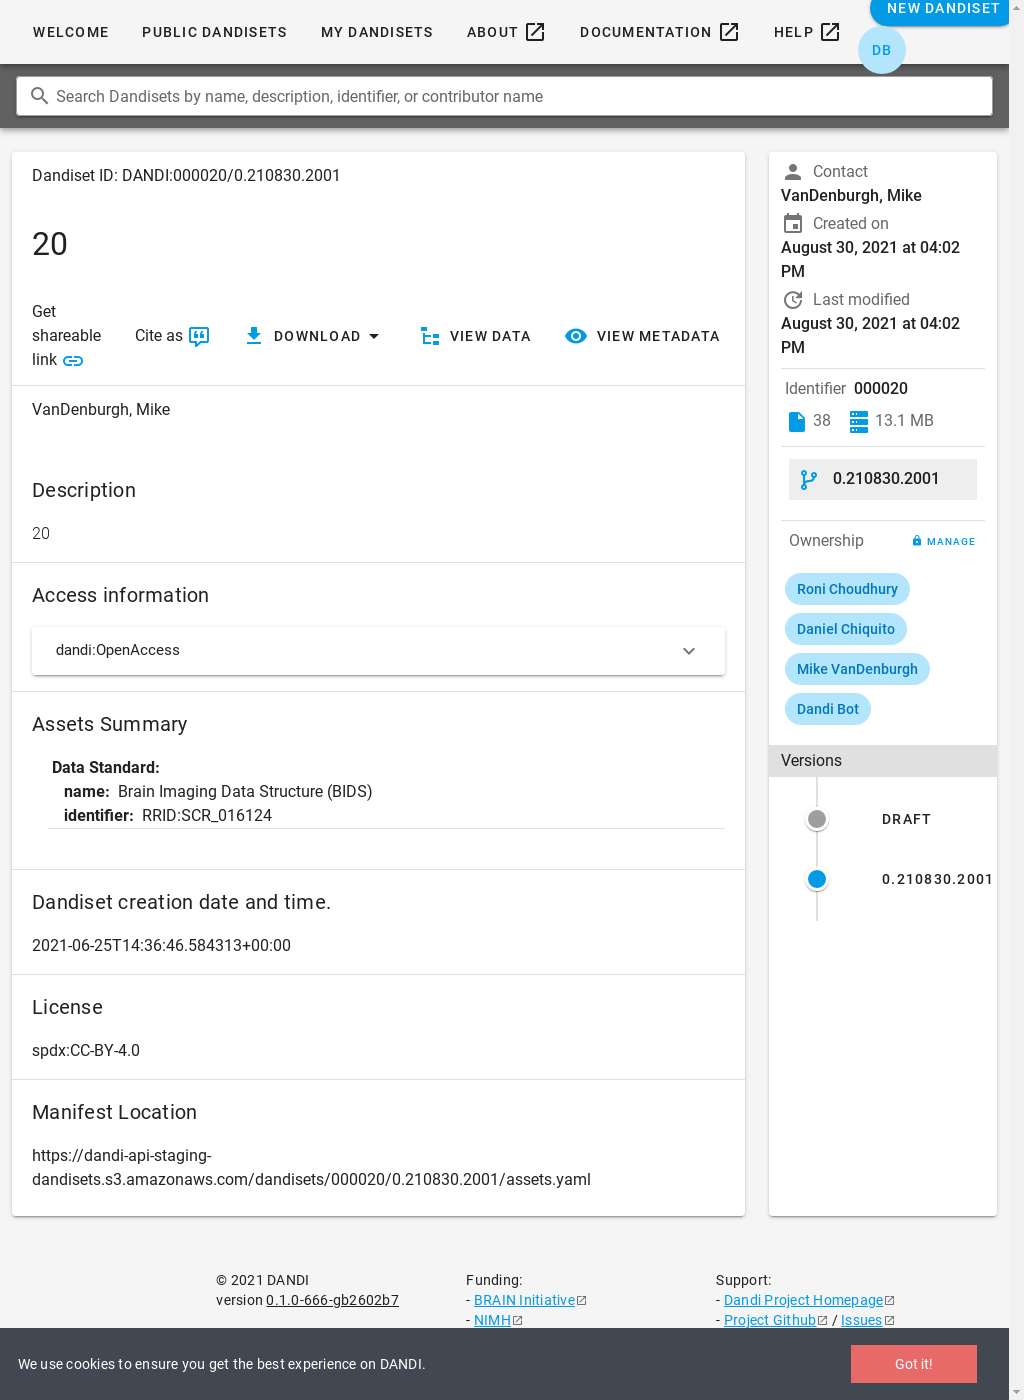 WELCOME PUBLIC DANDISETS MY DANDISETS ABOUT DOCUMENTATION HELP NEW DANDISET
DB
Search Dandisets by name, description, identifier, or contributor name
Dandiset ID: DANDI:000020/0.210830.2001
20
Get
shareable
link
Cite as
DOWNLOAD
VIEW DATA
VIEW METADATA
VanDenburgh, Mike
Description
20
Access information
dandi:OpenAccess
Assets Summary
Data Standard:
name: Brain Imaging Data Structure (BIDS)
identifier: RRID:SCR_016124
Dandiset creation date and time.
2021-06-25T14:36:46.584313+00:00
License
spdx:CC-BY-4.0
Manifest Location
https://dandi-api-staging-
dandisets.s3.amazonaws.com/dandisets/000020/0.210830.2001/assets.yaml
Contact
VanDenburgh, Mike
Created on
August 30, 2021 at 04:02
PM
Last modified
August 30, 2021 at 04:02
PM
Identifier 000020
38 13.1 MB
0.210830.2001
Ownership MANAGE
Roni Choudhury
Daniel Chiquito
Mike VanDenburgh
Dandi Bot
Versions
DRAFT
0.210830.2001
© 2021 DANDI
version 0.1.0-666-gb2602b7
Funding:
- BRAIN Initiative
- NIMH
Support:
- Dandi Project Homepage
- Project Github / Issues
We use cookies to ensure you get the best experience on DANDI.
Got it!